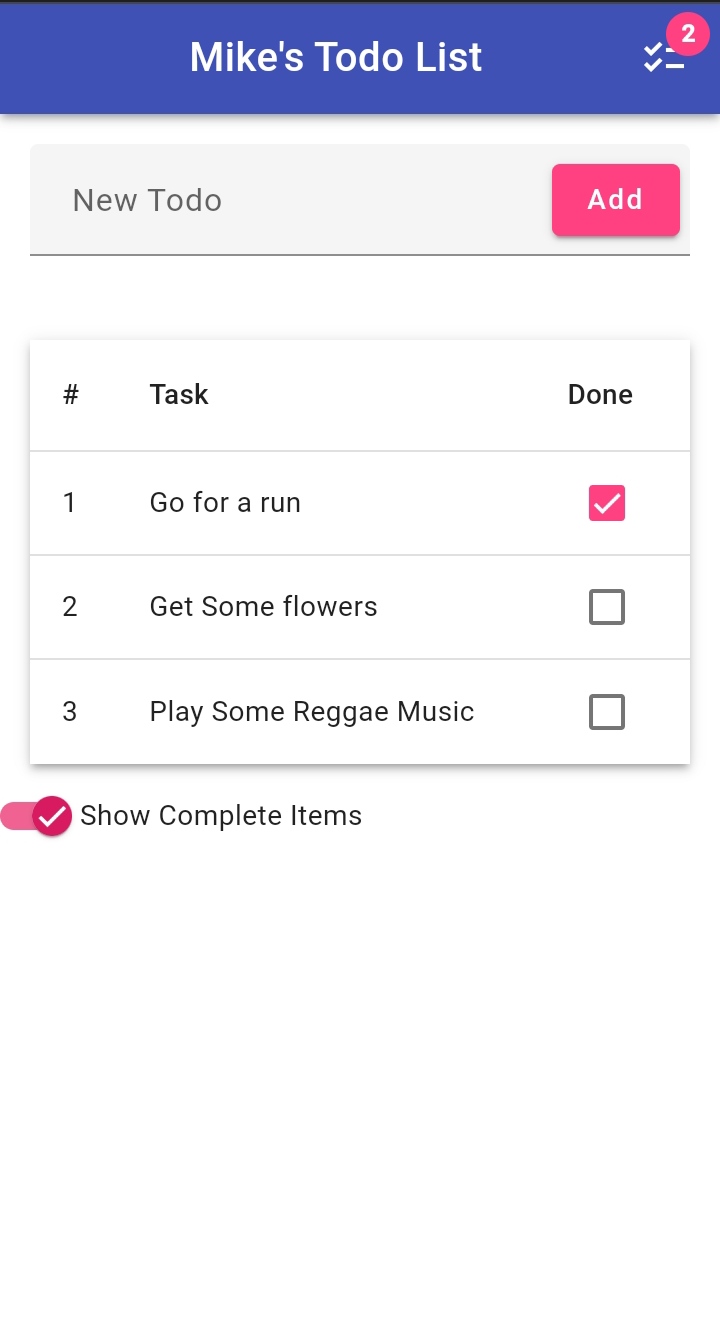 Mike's Todo List 2
New Todo Add
# Task Done
1 Go for a run
2 Get Some flowers
3 Play Some Reggae Music
Show Complete Items